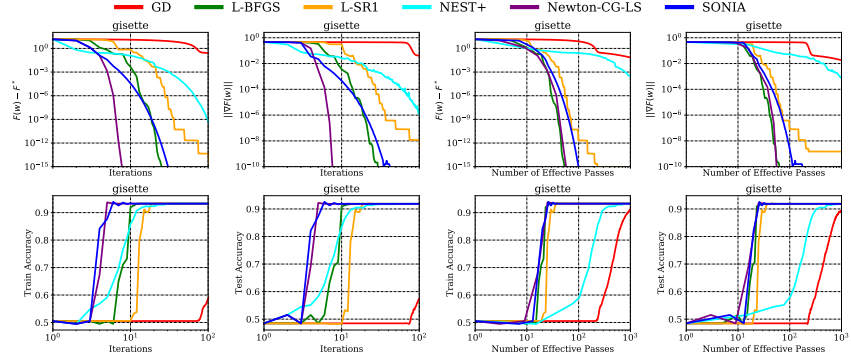 GD L-BFGS L-SR1 NEST+ Newton-CG-LS SONIA
gisette gisette gisette gisette
F(w) − F*
10^0
10^-3
10^-6
10^-9
10^-12
10^-15
Iterations
||∇F(w)||
10^0
10^-2
10^-4
10^-6
10^-8
10^-10
Iterations
F(w) − F*
10^0
10^-3
10^-6
10^-9
10^-12
10^-15
Number of Effective Passes
||∇F(w)||
10^0
10^-2
10^-4
10^-6
10^-8
10^-10
Number of Effective Passes
gisette gisette gisette gisette
Train Accuracy
0.9
0.8
0.7
0.6
0.5
10^0 10^1 10^2
Iterations
Test Accuracy
0.9
0.8
0.7
0.6
0.5
10^0 10^1 10^2
Iterations
Train Accuracy
0.9
0.8
0.7
0.6
0.5
10^0 10^1 10^2 10^3
Number of Effective Passes
Test Accuracy
0.9
0.8
0.7
0.6
0.5
10^0 10^1 10^2 10^3
Number of Effective Passes